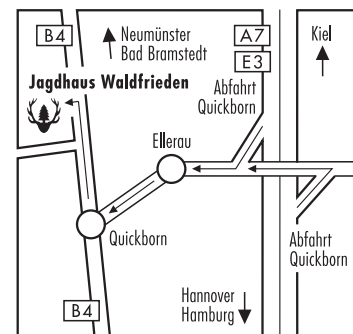 B4
Neumünster
Bad Bramstedt
A7
E3
Kiel
Jagdhaus Waldfrieden
Abfahrt
Quickborn
Ellerau
Quickborn
Abfahrt
Quickborn
B4
Hannover
Hamburg